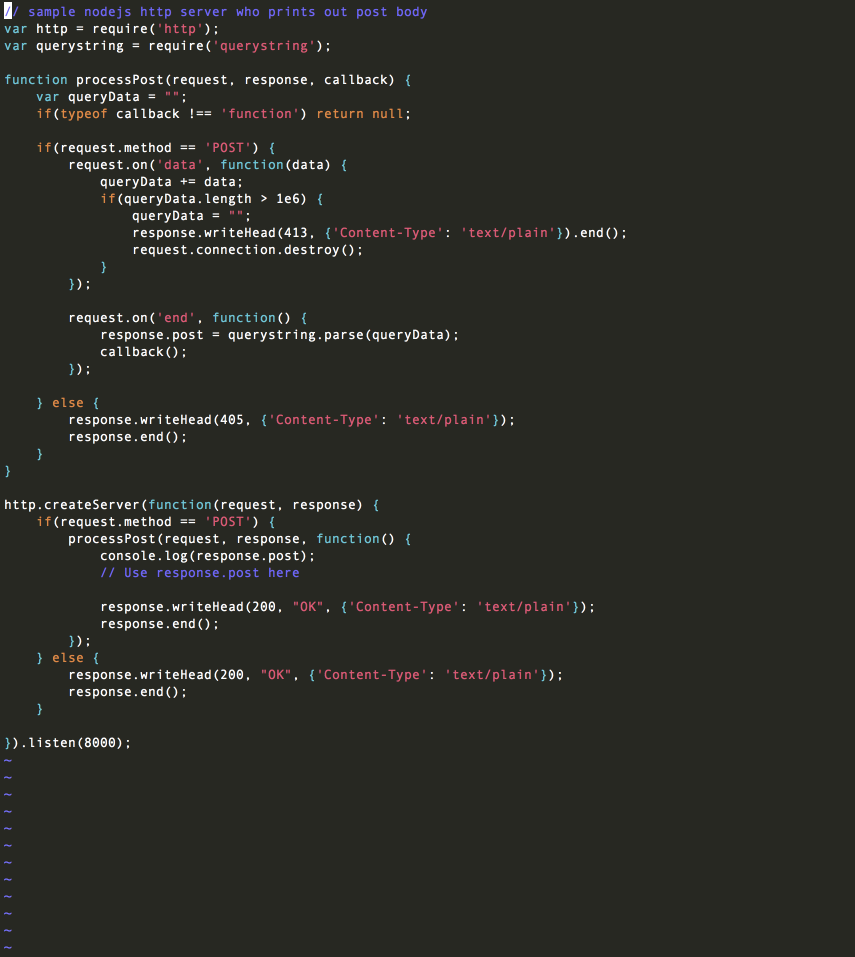 // sample nodejs http server who prints out post body
var http = require('http');
var querystring = require('querystring');

function processPost(request, response, callback) {
    var queryData = "";
    if(typeof callback !== 'function') return null;

    if(request.method == 'POST') {
        request.on('data', function(data) {
            queryData += data;
            if(queryData.length > 1e6) {
                queryData = "";
                response.writeHead(413, {'Content-Type': 'text/plain'}).end();
                request.connection.destroy();
            }
        });

        request.on('end', function() {
            response.post = querystring.parse(queryData);
            callback();
        });

    } else {
        response.writeHead(405, {'Content-Type': 'text/plain'});
        response.end();
    }
}

http.createServer(function(request, response) {
    if(request.method == 'POST') {
        processPost(request, response, function() {
            console.log(response.post);
            // Use response.post here

            response.writeHead(200, "OK", {'Content-Type': 'text/plain'});
            response.end();
        });
    } else {
        response.writeHead(200, "OK", {'Content-Type': 'text/plain'});
        response.end();
    }

}).listen(8000);
~
~
~
~
~
~
~
~
~
~
~
~